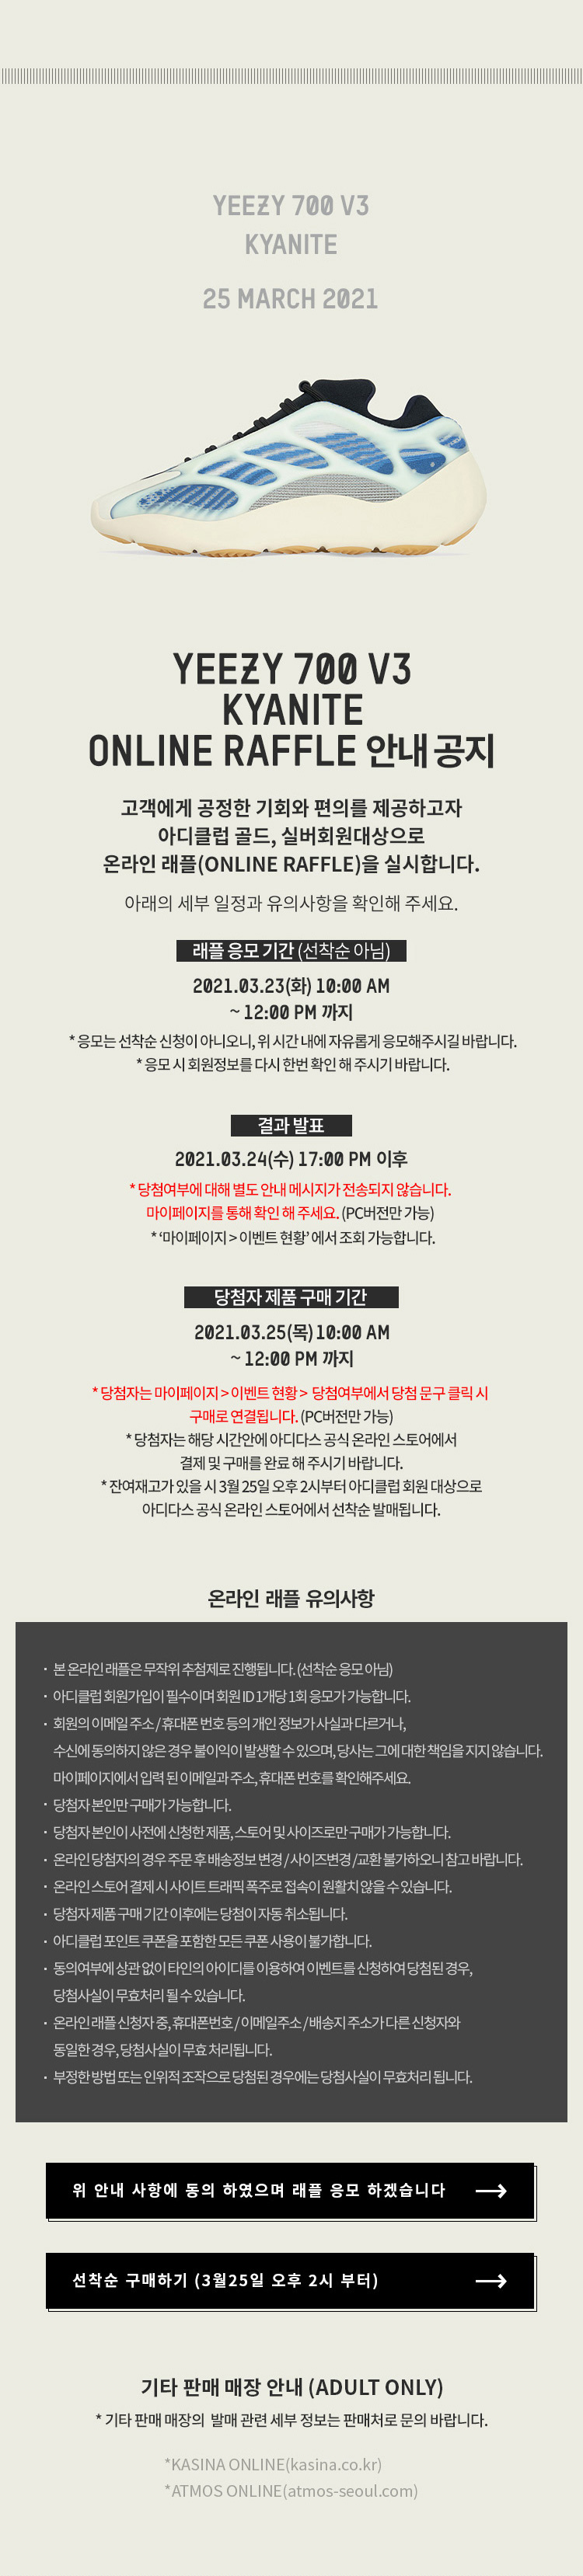 YEEZY 700 V3
KYANITE
25 MARCH 2021
YEEZY 700 V3
KYANITE
ONLINE RAFFLE 안내 공지
고객에게 공정한 기회와 편의를 제공하고자
아디클럽 골드, 실버회원대상으로
온라인 래플(ONLINE RAFFLE)을 실시합니다.
아래의 세부 일정과 유의사항을 확인해 주세요.
래플 응모 기간 (선착순 아님)
2021.03.23(화) 10:00 AM
~ 12:00 PM 까지
* 응모는 선착순 신청이 아니오니, 위 시간 내에 자유롭게 응모해주시길 바랍니다.
* 응모 시 회원정보를 다시 한번 확인 해 주시기 바랍니다.
결과 발표
2021.03.24(수) 17:00 PM 이후
* 당첨여부에 대해 별도 안내 메시지가 전송되지 않습니다.
마이페이지를 통해 확인 해 주세요. (PC버전만 가능)
* ‘마이페이지 > 이벤트 현황’ 에서 조회 가능합니다.
당첨자 제품 구매 기간
2021.03.25(목) 10:00 AM
~ 12:00 PM 까지
* 당첨자는 마이페이지 > 이벤트 현황 > 당첨여부에서 당첨 문구 클릭 시
구매로 연결됩니다. (PC버전만 가능)
* 당첨자는 해당 시간안에 아디다스 공식 온라인 스토어에서
결제 및 구매를 완료 해 주시기 바랍니다.
* 잔여재고가 있을 시 3월 25일 오후 2시부터 아디클럽 회원 대상으로
아디다스 공식 온라인 스토어에서 선착순 발매됩니다.
온라인 래플 유의사항
· 본 온라인 래플은 무작위 추첨제로 진행됩니다. (선착순 응모 아님)
· 아디클럽 회원가입이 필수이며 회원 ID 1개당 1회 응모가 가능합니다.
· 회원의 이메일 주소 / 휴대폰 번호 등의 개인 정보가 사실과 다르거나,
수신에 동의하지 않은 경우 불이익이 발생할 수 있으며, 당사는 그에 대한 책임을 지지 않습니다.
마이페이지에서 입력 된 이메일과 주소, 휴대폰 번호를 확인해주세요.
· 당첨자 본인만 구매가 가능합니다.
· 당첨자 본인이 사전에 신청한 제품, 스토어 및 사이즈로만 구매가 가능합니다.
· 온라인 당첨자의 경우 주문 후 배송정보 변경 / 사이즈변경 / 교환 불가하오니 참고 바랍니다.
· 온라인 스토어 결제 시 사이트 트래픽 폭주로 접속이 원활치 않을 수 있습니다.
· 당첨자 제품 구매 기간 이후에는 당첨이 자동 취소됩니다.
· 아디클럽 포인트 쿠폰을 포함한 모든 쿠폰 사용이 불가합니다.
· 동의여부에 상관 없이 타인의 아이디를 이용하여 이벤트를 신청하여 당첨 된 경우,
당첨사실이 무효처리 될 수 있습니다.
· 온라인 래플 신청자 중, 휴대폰번호 / 이메일주소 / 배송지 주소가 다른 신청자와
동일한 경우, 당첨사실이 무효 처리됩니다.
· 부정한 방법 또는 인위적 조작으로 당첨된 경우에는 당첨사실이 무효처리 됩니다.
위 안내 사항에 동의 하였으며 래플 응모 하겠습니다 →
선착순 구매하기 (3월25일 오후 2시 부터) →
기타 판매 매장 안내 (ADULT ONLY)
* 기타 판매 매장의 발매 관련 세부 정보는 판매처로 문의 바랍니다.
*KASINA ONLINE(kasina.co.kr)
*ATMOS ONLINE(atmos-seoul.com)